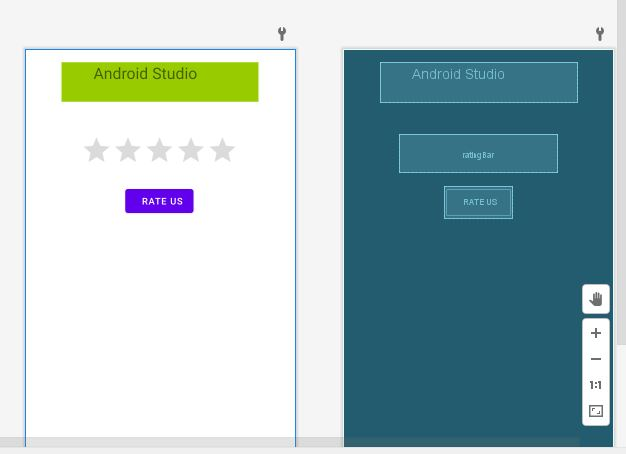 Android Studio
RATE US
Android Studio
ratingBar
RATE US
1:1